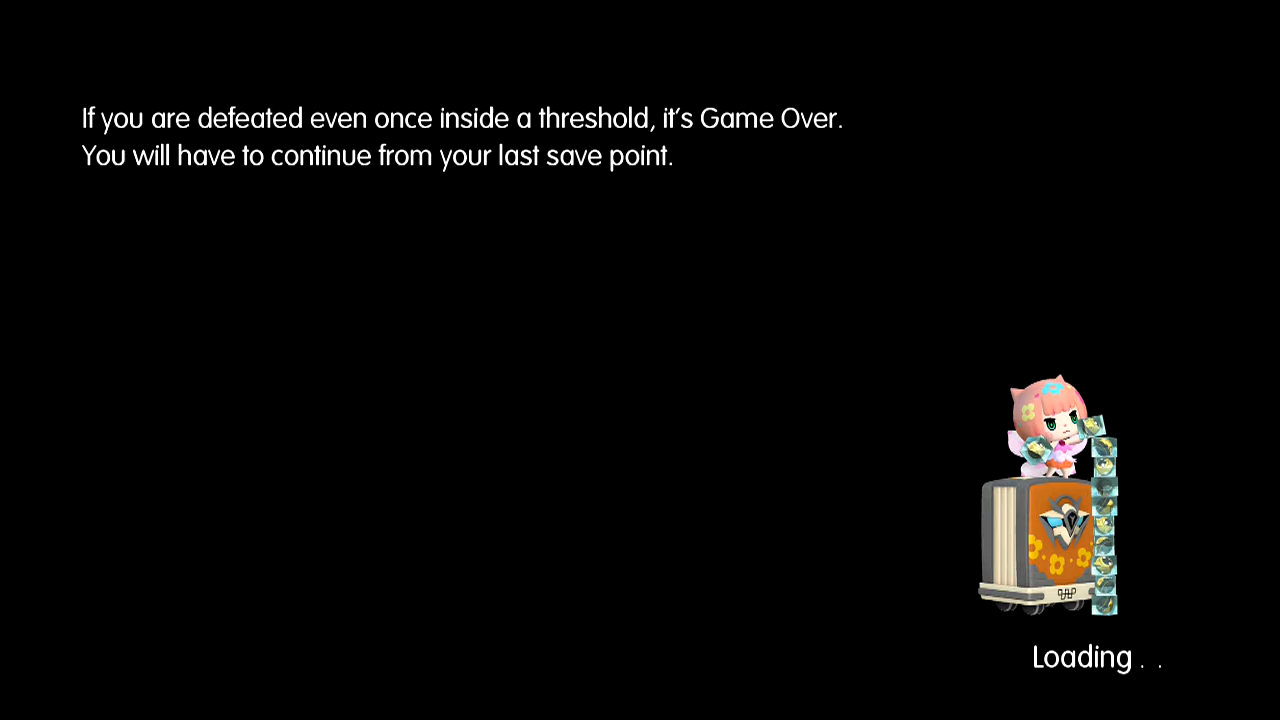 If you are defeated even once inside a threshold, it's Game Over.
You will have to continue from your last save point.
Loading . .